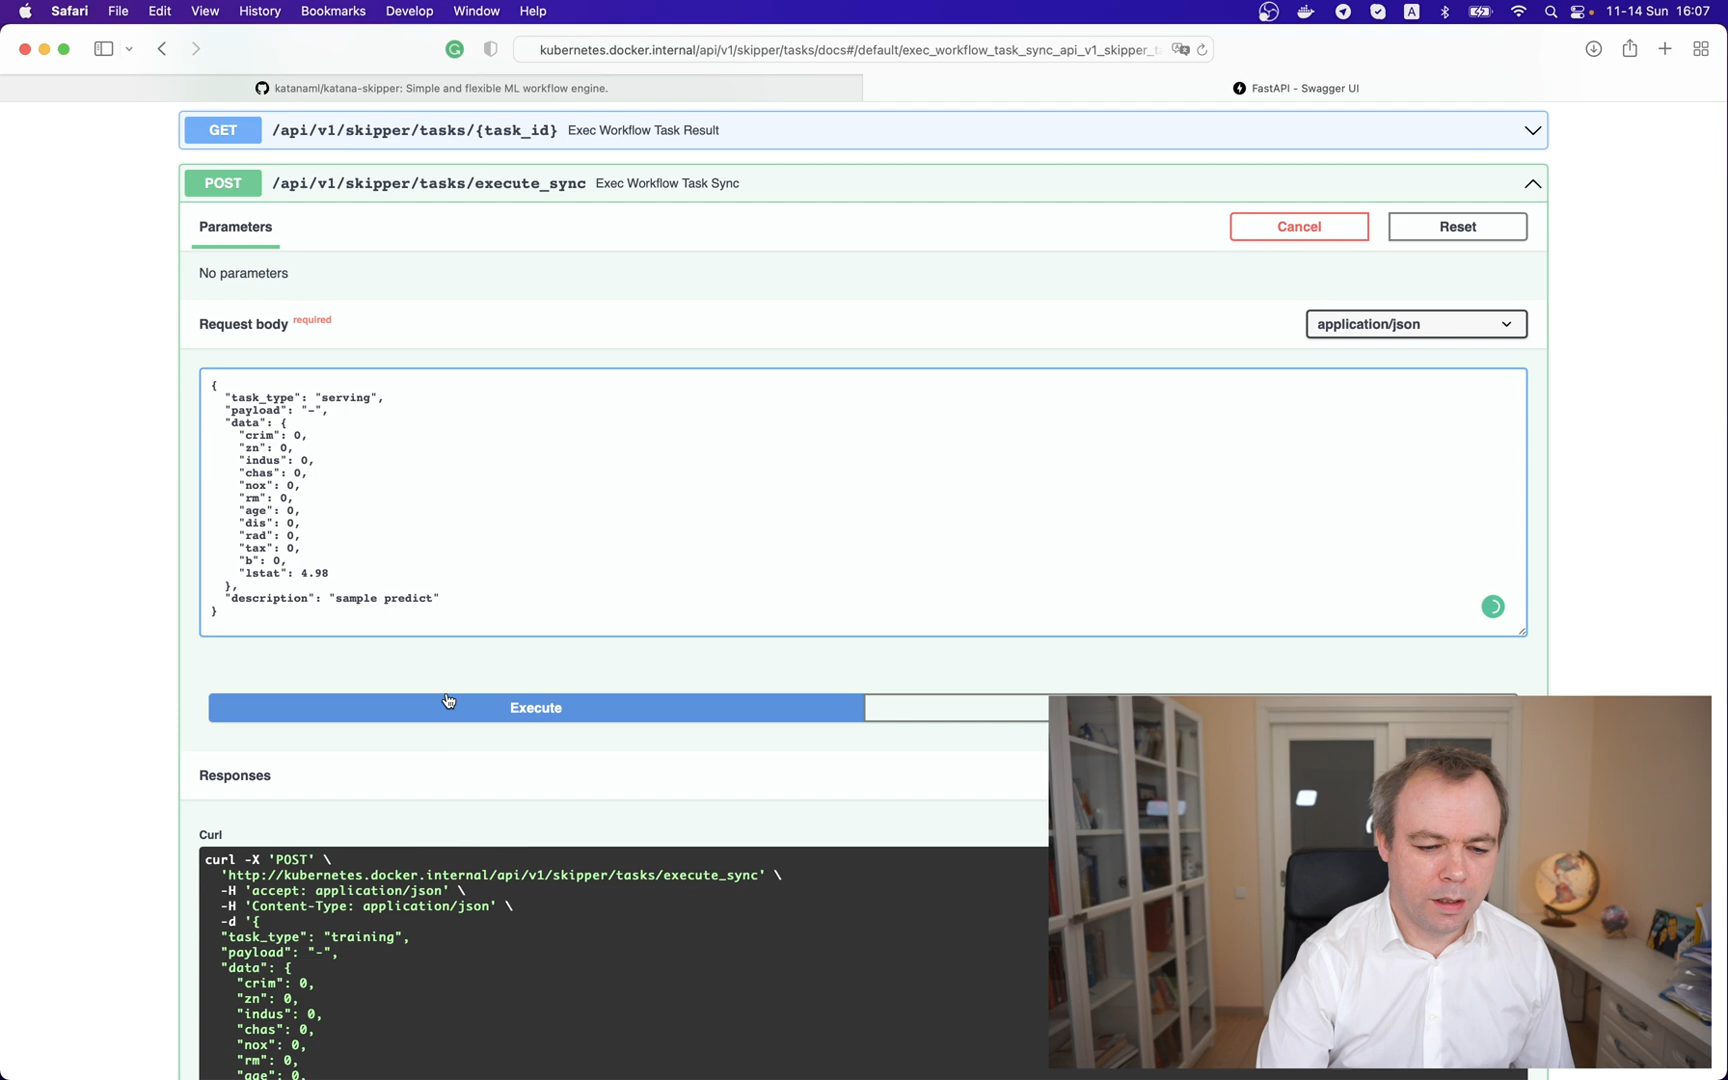 Safari File Edit View History Bookmarks Develop Window Help A 11-14 Sun 16:07
kubernetes.docker.internal/api/v1/skipper/tasks/docs#/default/exec_workflow_task_sync_api_v1_skipper_t
katanaml/katana-skipper: Simple and flexible ML workflow engine. FastAPI - Swagger UI
GET /api/v1/skipper/tasks/{task_id} Exec Workflow Task Result
POST /api/v1/skipper/tasks/execute_sync Exec Workflow Task Sync
Parameters Cancel Reset
No parameters
Request body required application/json
{
"task_type": "serving",
"payload": "-",
"data": {
"crim": 0,
"zn": 0,
"indus": 0,
"chas": 0,
"nox": 0,
"rm": 0,
"age": 0,
"dis": 0,
"rad": 0,
"tax": 0,
"b": 0,
"lstat": 4.98
},
"description": "sample predict"
}
Execute
Responses
Curl
curl -X 'POST' \
'http://kubernetes.docker.internal/api/v1/skipper/tasks/execute_sync' \
-H 'accept: application/json' \
-H 'Content-Type: application/json' \
-d '{
"task_type": "training",
"payload": "-",
"data": {
"crim": 0,
"zn": 0,
"indus": 0,
"chas": 0,
"nox": 0,
"rm": 0,
"age": 0,